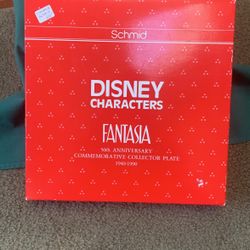 Schmid
DISNEY
CHARACTERS
FANTASIA
50th ANNIVERSARY
COMMEMORATIVE COLLECTOR PLATE
1940-1990